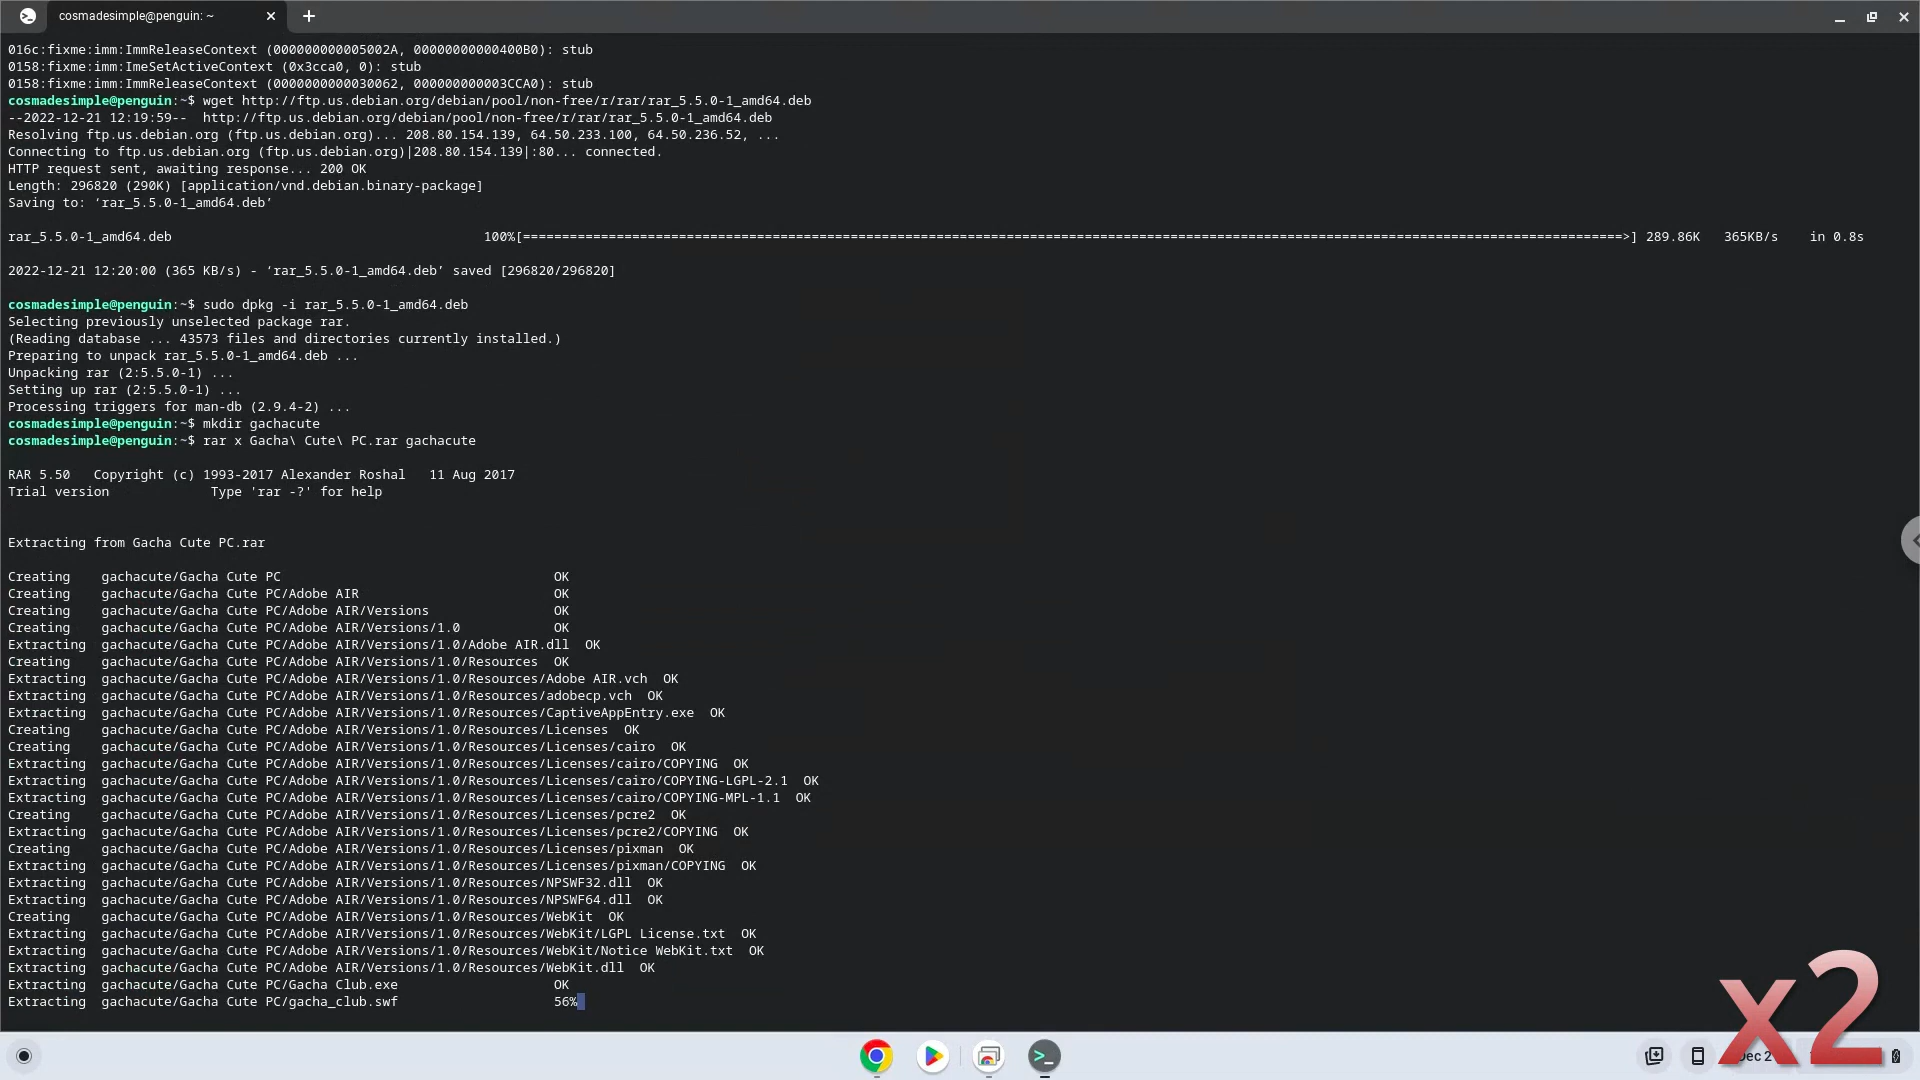 cosmadesimple@penguin: ~
016c:fixme:imm:ImmReleaseContext (000000000005002A, 00000000000400B0): stub
0158:fixme:imm:ImeSetActiveContext (0x3cca0, 0): stub
0158:fixme:imm:ImmReleaseContext (0000000000030062, 000000000003CCA0): stub
cosmadesimple@penguin:~$ wget http://ftp.us.debian.org/debian/pool/non-free/r/rar/rar_5.5.0-1_amd64.deb
--2022-12-21 12:19:59--  http://ftp.us.debian.org/debian/pool/non-free/r/rar/rar_5.5.0-1_amd64.deb
Resolving ftp.us.debian.org (ftp.us.debian.org)... 208.80.154.139, 64.50.233.100, 64.50.236.52, ...
Connecting to ftp.us.debian.org (ftp.us.debian.org)|208.80.154.139|:80... connected.
HTTP request sent, awaiting response... 200 OK
Length: 296820 (290K) [application/vnd.debian.binary-package]
Saving to: ‘rar_5.5.0-1_amd64.deb’
rar_5.5.0-1_amd64.deb 100%[=============================================================================================================================================>] 289.86K 365KB/s in 0.8s
2022-12-21 12:20:00 (365 KB/s) - ‘rar_5.5.0-1_amd64.deb’ saved [296820/296820]
cosmadesimple@penguin:~$ sudo dpkg -i rar_5.5.0-1_amd64.deb
Selecting previously unselected package rar.
(Reading database ... 43573 files and directories currently installed.)
Preparing to unpack rar_5.5.0-1_amd64.deb ...
Unpacking rar (2:5.5.0-1) ...
Setting up rar (2:5.5.0-1) ...
Processing triggers for man-db (2.9.4-2) ...
cosmadesimple@penguin:~$ mkdir gachacute
cosmadesimple@penguin:~$ rar x Gacha\ Cute\ PC.rar gachacute
RAR 5.50   Copyright (c) 1993-2017 Alexander Roshal   11 Aug 2017
Trial version             Type 'rar -?' for help
Extracting from Gacha Cute PC.rar
Creating    gachacute/Gacha Cute PC                                   OK
Creating    gachacute/Gacha Cute PC/Adobe AIR                         OK
Creating    gachacute/Gacha Cute PC/Adobe AIR/Versions                OK
Creating    gachacute/Gacha Cute PC/Adobe AIR/Versions/1.0            OK
Extracting  gachacute/Gacha Cute PC/Adobe AIR/Versions/1.0/Adobe AIR.dll  OK
Creating    gachacute/Gacha Cute PC/Adobe AIR/Versions/1.0/Resources  OK
Extracting  gachacute/Gacha Cute PC/Adobe AIR/Versions/1.0/Resources/Adobe AIR.vch  OK
Extracting  gachacute/Gacha Cute PC/Adobe AIR/Versions/1.0/Resources/adobecp.vch  OK
Extracting  gachacute/Gacha Cute PC/Adobe AIR/Versions/1.0/Resources/CaptiveAppEntry.exe  OK
Creating    gachacute/Gacha Cute PC/Adobe AIR/Versions/1.0/Resources/Licenses  OK
Creating    gachacute/Gacha Cute PC/Adobe AIR/Versions/1.0/Resources/Licenses/cairo  OK
Extracting  gachacute/Gacha Cute PC/Adobe AIR/Versions/1.0/Resources/Licenses/cairo/COPYING  OK
Extracting  gachacute/Gacha Cute PC/Adobe AIR/Versions/1.0/Resources/Licenses/cairo/COPYING-LGPL-2.1  OK
Extracting  gachacute/Gacha Cute PC/Adobe AIR/Versions/1.0/Resources/Licenses/cairo/COPYING-MPL-1.1  OK
Creating    gachacute/Gacha Cute PC/Adobe AIR/Versions/1.0/Resources/Licenses/pcre2  OK
Extracting  gachacute/Gacha Cute PC/Adobe AIR/Versions/1.0/Resources/Licenses/pcre2/COPYING  OK
Creating    gachacute/Gacha Cute PC/Adobe AIR/Versions/1.0/Resources/Licenses/pixman  OK
Extracting  gachacute/Gacha Cute PC/Adobe AIR/Versions/1.0/Resources/Licenses/pixman/COPYING  OK
Extracting  gachacute/Gacha Cute PC/Adobe AIR/Versions/1.0/Resources/NPSWF32.dll  OK
Extracting  gachacute/Gacha Cute PC/Adobe AIR/Versions/1.0/Resources/NPSWF64.dll  OK
Creating    gachacute/Gacha Cute PC/Adobe AIR/Versions/1.0/Resources/WebKit  OK
Extracting  gachacute/Gacha Cute PC/Adobe AIR/Versions/1.0/Resources/WebKit/LGPL License.txt  OK
Extracting  gachacute/Gacha Cute PC/Adobe AIR/Versions/1.0/Resources/WebKit/Notice WebKit.txt  OK
Extracting  gachacute/Gacha Cute PC/Adobe AIR/Versions/1.0/Resources/WebKit.dll  OK
Extracting  gachacute/Gacha Cute PC/Gacha Club.exe                    OK
Extracting  gachacute/Gacha Cute PC/gacha_club.swf                    56%
x2